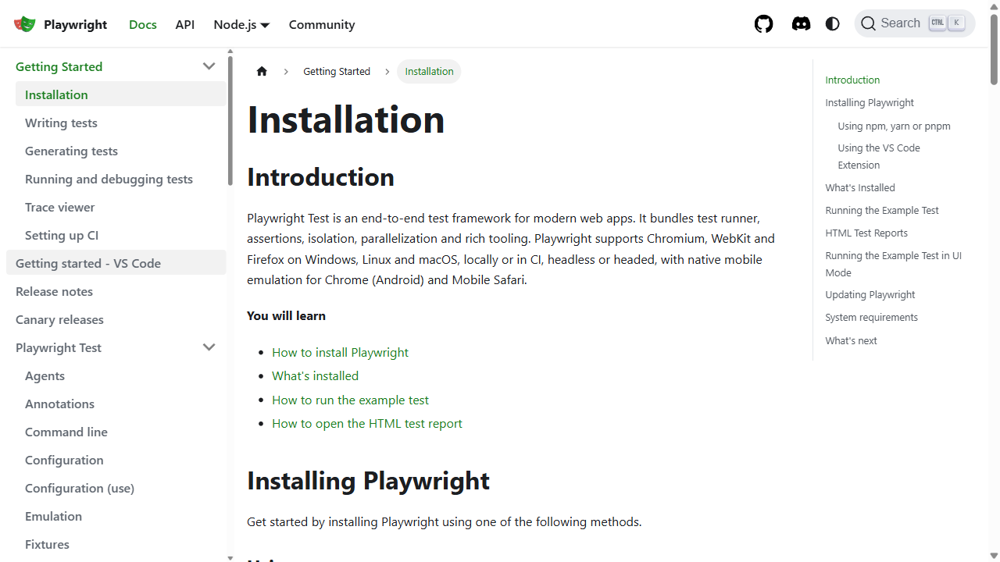 Playwright
Docs
API
Node.js
Community
Search
CTRL
K
Getting Started
Installation
Writing tests
Generating tests
Running and debugging tests
Trace viewer
Setting up CI
Getting started - VS Code
Release notes
Canary releases
Playwright Test
Agents
Annotations
Command line
Configuration
Configuration (use)
Emulation
Fixtures
Getting Started
Installation
Installation
Introduction
Playwright Test is an end-to-end test framework for modern web apps. It bundles test runner,
assertions, isolation, parallelization and rich tooling. Playwright supports Chromium, WebKit and
Firefox on Windows, Linux and macOS, locally or in CI, headless or headed, with native mobile
emulation for Chrome (Android) and Mobile Safari.
You will learn
How to install Playwright
What's installed
How to run the example test
How to open the HTML test report
Installing Playwright
Get started by installing Playwright using one of the following methods.
Introduction
Installing Playwright
Using npm, yarn or pnpm
Using the VS Code
Extension
What's Installed
Running the Example Test
HTML Test Reports
Running the Example Test in UI
Mode
Updating Playwright
System requirements
What's next